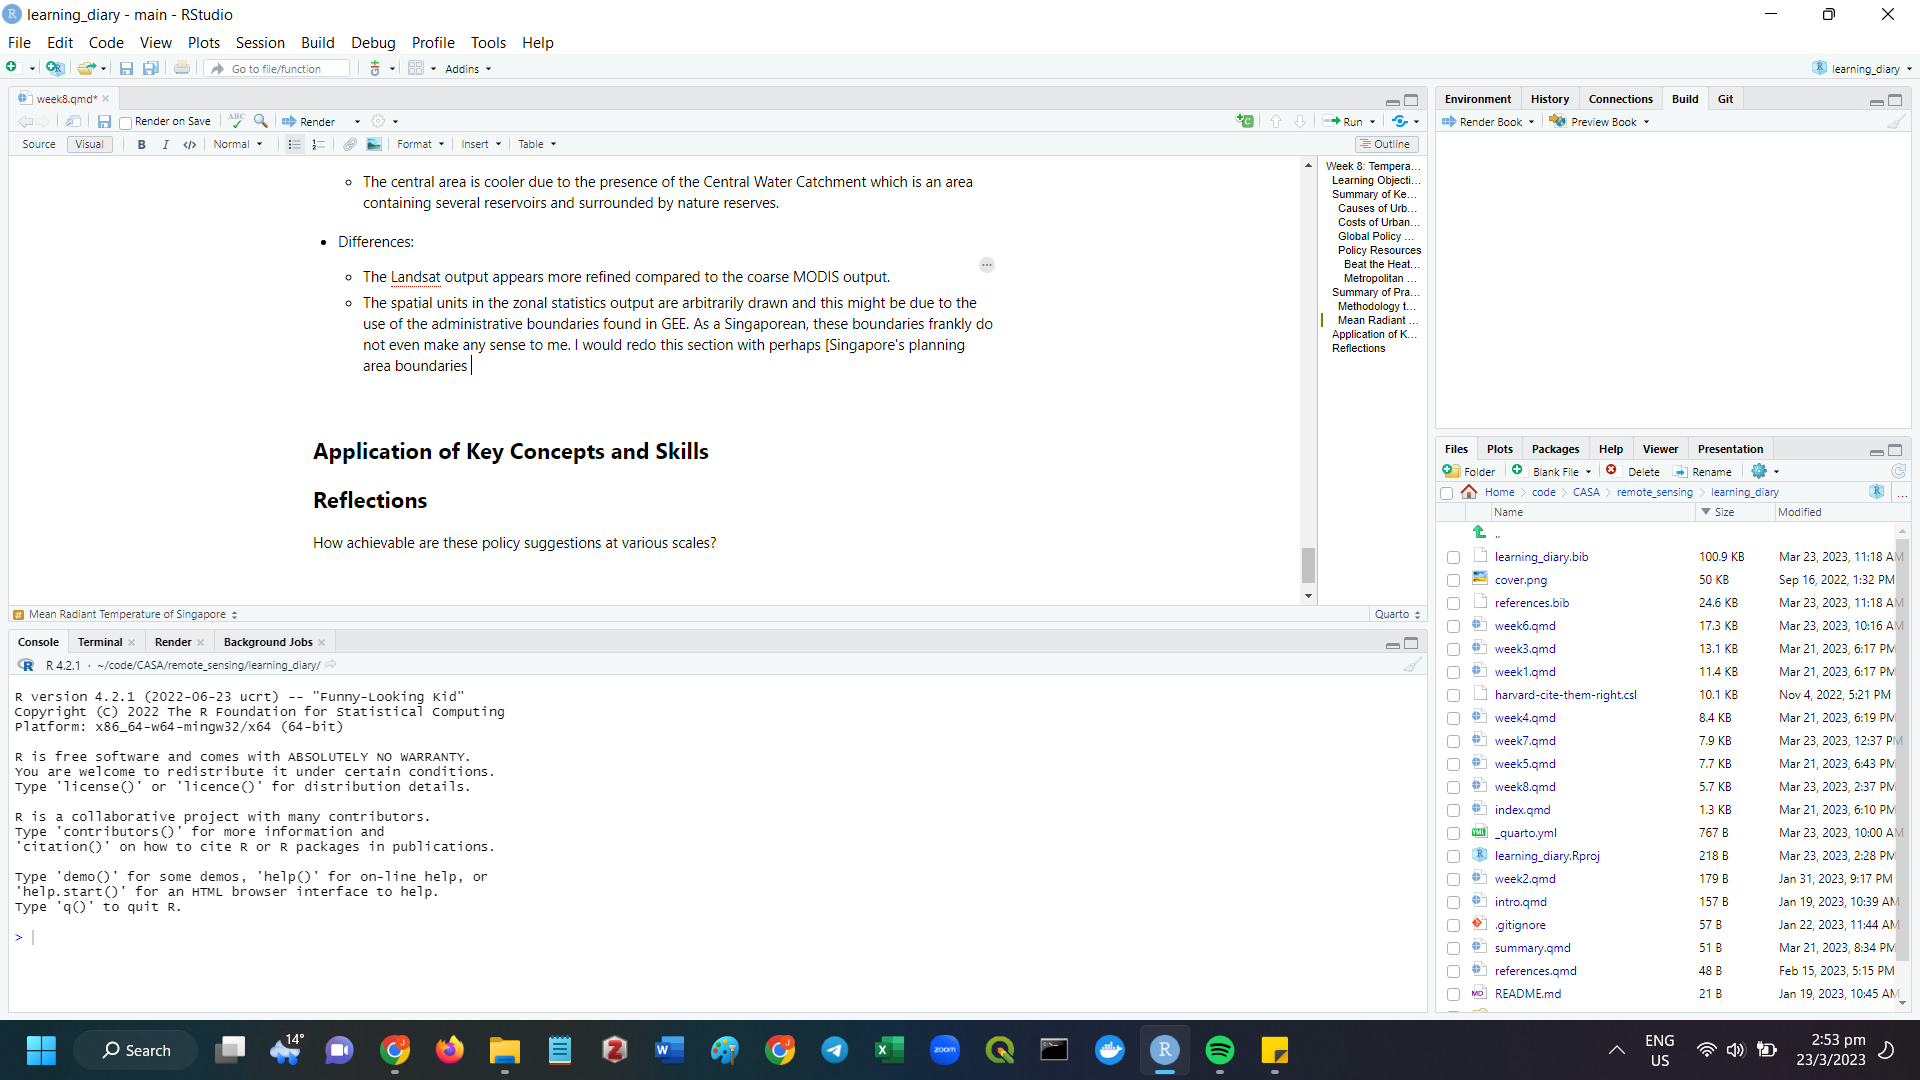 learning_diary - main - RStudio
File Edit Code View Plots Session Build Debug Profile Tools Help
Go to file/function Addins learning_diary
week8.qmd*
Render on Save ABC Render Run
Source Visual B I </> Normal Format Insert Table Outline
The central area is cooler due to the presence of the Central Water Catchment which is an area
containing several reservoirs and surrounded by nature reserves.
Differences:
The Landsat output appears more refined compared to the coarse MODIS output.
The spatial units in the zonal statistics output are arbitrarily drawn and this might be due to the
use of the administrative boundaries found in GEE. As a Singaporean, these boundaries frankly do
not even make any sense to me. I would redo this section with perhaps [Singapore's planning
area boundaries
Application of Key Concepts and Skills
Reflections
How achievable are these policy suggestions at various scales?
Week 8: Tempera...
Learning Objecti...
Summary of Ke...
Causes of Urb...
Costs of Urban...
Global Policy ...
Policy Resources
Beat the Heat...
Metropolitan ...
Summary of Pra...
Methodology t...
Mean Radiant ...
Application of K...
Reflections
Mean Radiant Temperature of Singapore Quarto
Console Terminal Render Background Jobs
R 4.2.1 · ~/code/CASA/remote_sensing/learning_diary/
R version 4.2.1 (2022-06-23 ucrt) -- "Funny-Looking Kid"
Copyright (C) 2022 The R Foundation for Statistical Computing
Platform: x86_64-w64-mingw32/x64 (64-bit)
R is free software and comes with ABSOLUTELY NO WARRANTY.
You are welcome to redistribute it under certain conditions.
Type 'license()' or 'licence()' for distribution details.
R is a collaborative project with many contributors.
Type 'contributors()' for more information and
'citation()' on how to cite R or R packages in publications.
Type 'demo()' for some demos, 'help()' for on-line help, or
'help.start()' for an HTML browser interface to help.
Type 'q()' to quit R.
>
Environment History Connections Build Git
Render Book Preview Book
Files Plots Packages Help Viewer Presentation
Folder Blank File Delete Rename
Home code CASA remote_sensing learning_diary ...
Name Size Modified
..
learning_diary.bib 100.9 KB Mar 23, 2023, 11:18 AM
cover.png 50 KB Sep 16, 2022, 1:32 PM
references.bib 24.6 KB Mar 23, 2023, 11:18 AM
week6.qmd 17.3 KB Mar 23, 2023, 10:16 AM
week3.qmd 13.1 KB Mar 21, 2023, 6:17 PM
week1.qmd 11.4 KB Mar 21, 2023, 6:17 PM
harvard-cite-them-right.csl 10.1 KB Nov 4, 2022, 5:21 PM
week4.qmd 8.4 KB Mar 21, 2023, 6:19 PM
week7.qmd 7.9 KB Mar 23, 2023, 12:37 PM
week5.qmd 7.7 KB Mar 21, 2023, 6:43 PM
week8.qmd 5.7 KB Mar 23, 2023, 2:37 PM
index.qmd 1.3 KB Mar 21, 2023, 6:10 PM
_quarto.yml 767 B Mar 23, 2023, 10:00 AM
learning_diary.Rproj 218 B Mar 23, 2023, 2:28 PM
week2.qmd 179 B Jan 31, 2023, 9:17 PM
intro.qmd 157 B Jan 19, 2023, 10:39 AM
.gitignore 57 B Jan 22, 2023, 11:44 AM
summary.qmd 51 B Mar 21, 2023, 8:34 PM
references.qmd 48 B Feb 15, 2023, 5:15 PM
README.md 21 B Jan 19, 2023, 10:45 AM
Search 14° zoom ENG US 2:53 pm
23/3/2023